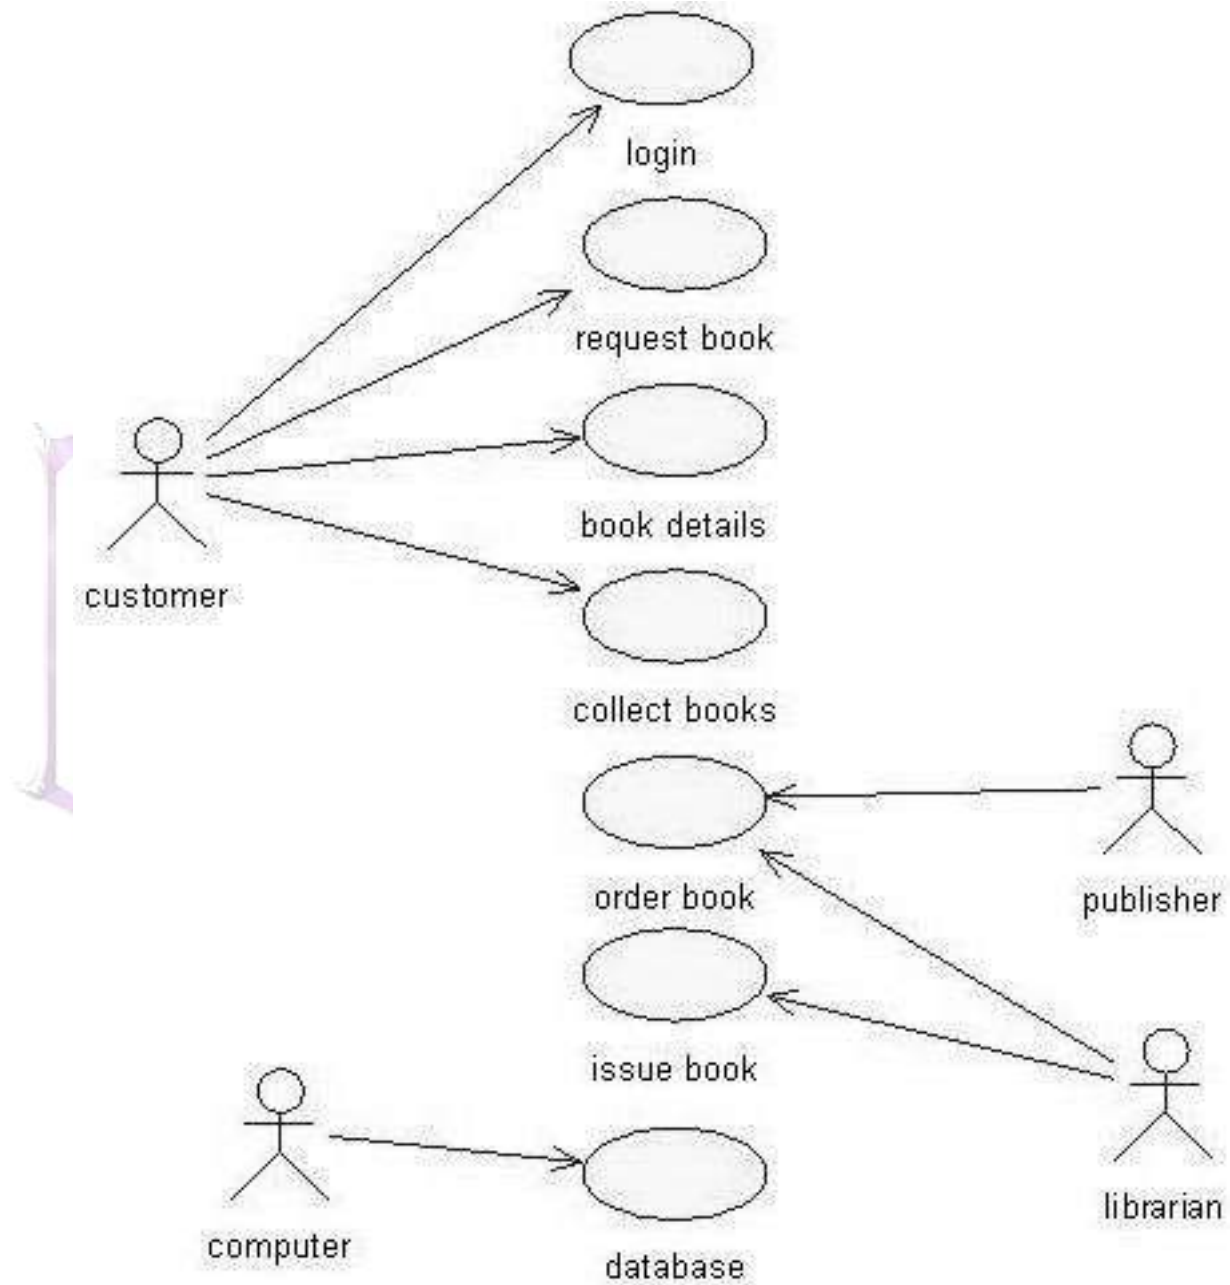 login
request book
book details
customer
collect books
order book
publisher
issue book
librarian
computer
database